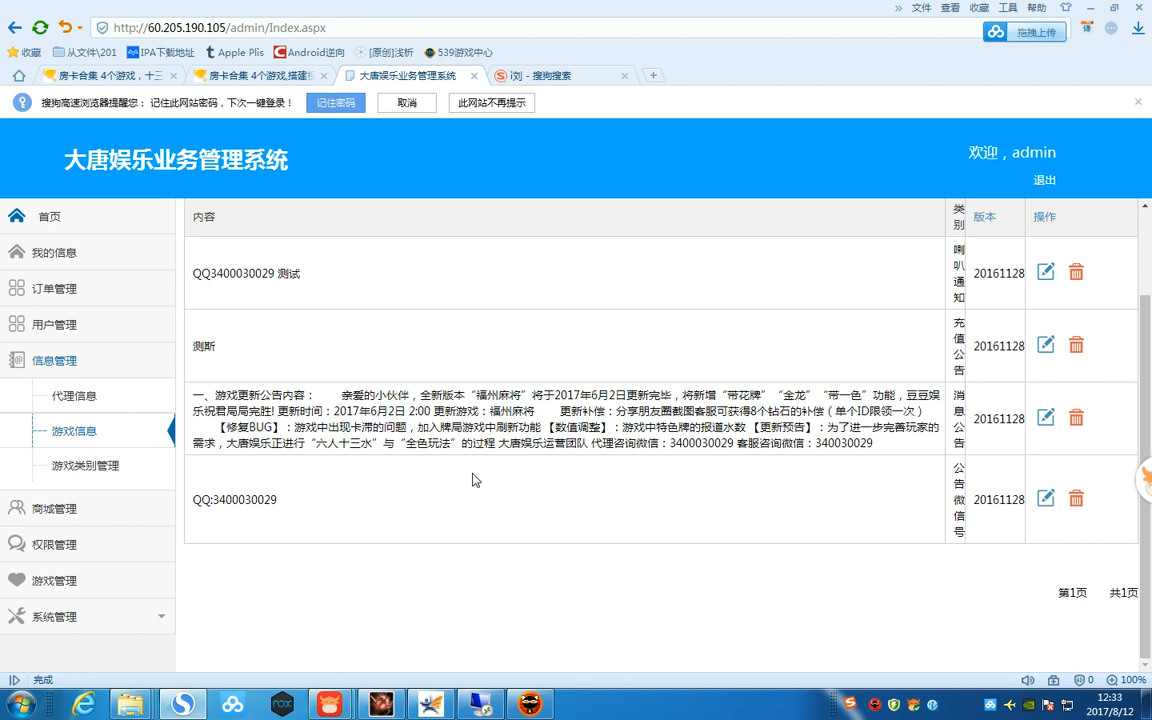 » 文件 查看 收藏 工具 帮助
http://60.205.190.105/admin/Index.aspx
拖拽上传
收藏 从文件\201 IPA下载地址 Apple Plis Android逆向 [原创]浅析 539游戏中心
房卡合集 4个游戏，十三 房卡合集 4个游戏,搭建 大唐娱乐业务管理系统 i刘 - 搜狗搜索
搜狗高速浏览器提醒您： 记住此网站密码，下次一键登录！ 记住密码 取消 此网站不再提示
大唐娱乐业务管理系统
欢迎，admin
退出
首页
我的信息
订单管理
用户管理
信息管理
代理信息
游戏信息
游戏类别管理
商城管理
权限管理
游戏管理
系统管理
内容 类别 版本 操作
QQ3400030029 测试 喇叭通知 20161128
测斯 充值公告 20161128
一、游戏更新公告内容： 亲爱的小伙伴，全新版本“福州麻将”将于2017年6月2日更新完毕，将新增“带花牌” “金龙” “带一色”功能，豆豆娱
乐祝君局局完胜! 更新时间：2017年6月2日 2:00 更新游戏：福州麻将 更新补偿：分享朋友圈截图客服可获得8个钻石的补偿（单个ID限领一次）
【修复BUG】：游戏中出现卡滞的问题，加入牌局游戏中刷新功能 【数值调整】：游戏中特色牌的报道水数 【更新预告】：为了进一步完善玩家的
需求，大唐娱乐正进行“六人十三水”与“全色玩法”的过程 大唐娱乐运营团队 代理咨询微信：3400030029 客服咨询微信：340030029
消息公告 20161128
QQ:3400030029 公告微信号 20161128
第1页 共1页
完成
0 100%
12:33
2017/8/12